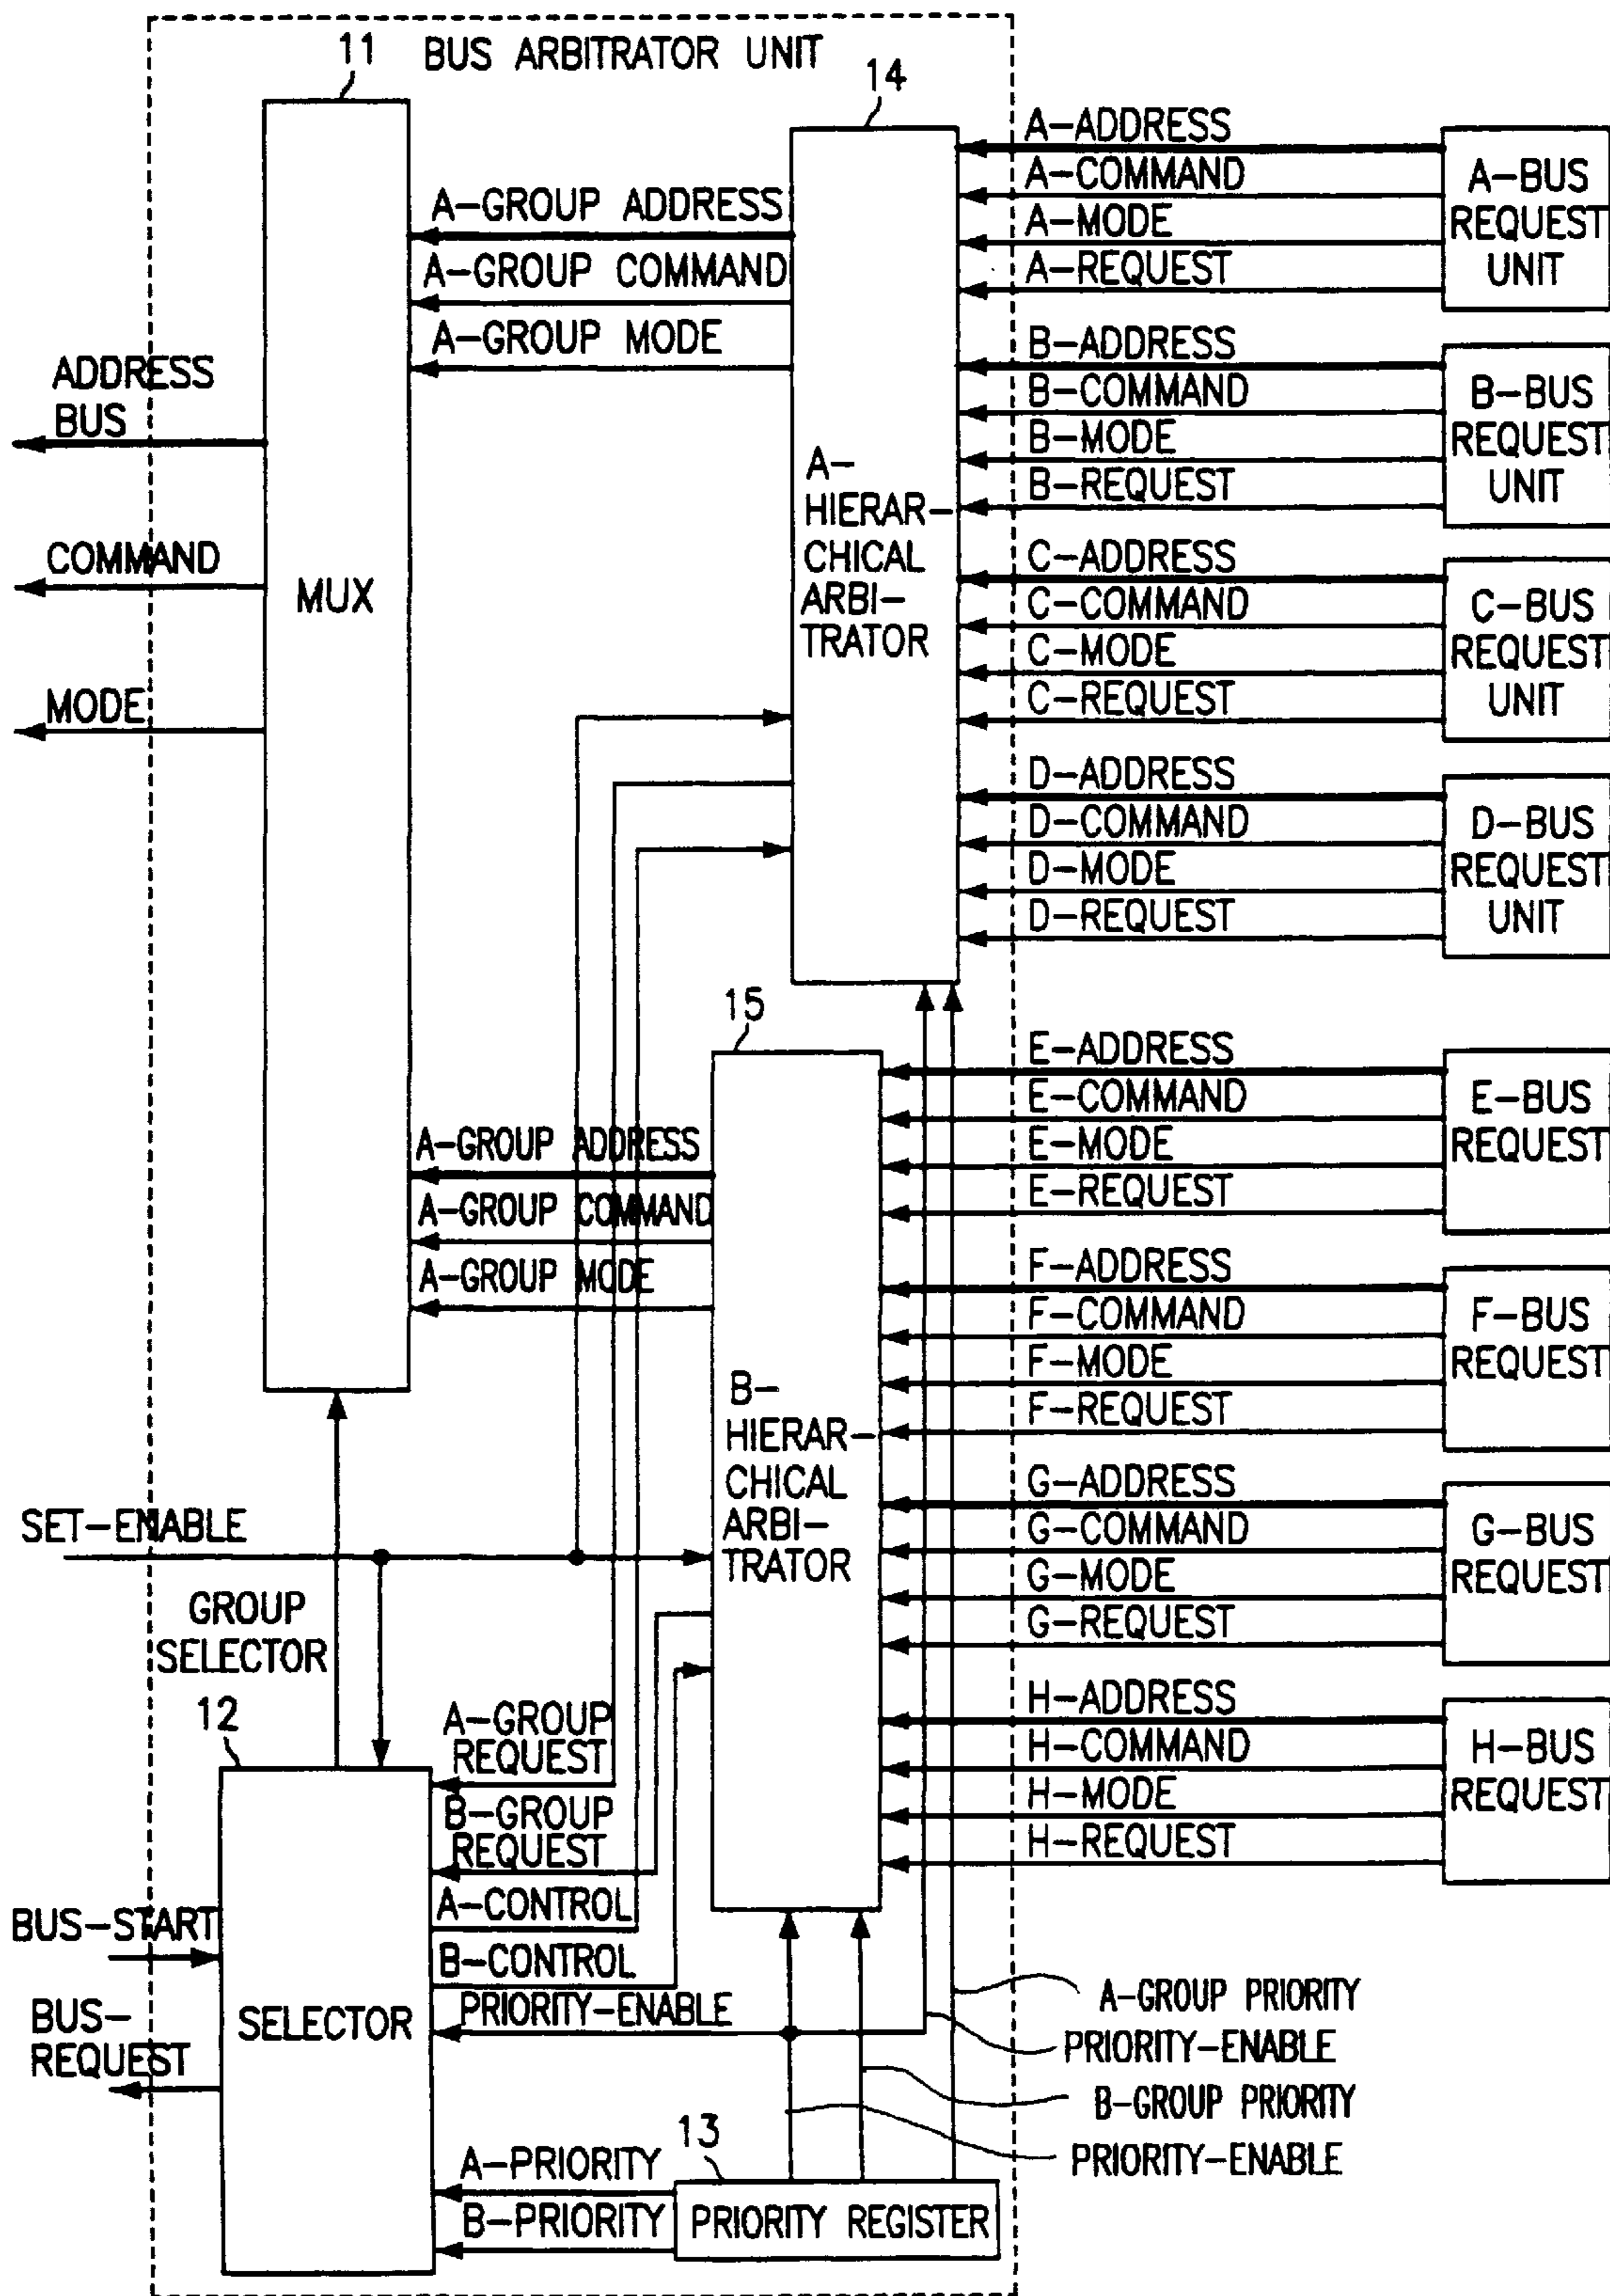 BUS ARBITRATOR UNIT
11
14
A-GROUP ADDRESS
A-GROUP COMMAND
A-GROUP MODE
ADDRESS
BUS
COMMAND
MODE
MUX
A-
HIERAR-
CHICAL
ARBI-
TRATOR
A-ADDRESS
A-COMMAND
A-MODE
A-REQUEST
A-BUS
REQUEST
UNIT
B-ADDRESS
B-COMMAND
B-MODE
B-REQUEST
B-BUS
REQUEST
UNIT
C-ADDRESS
C-COMMAND
C-MODE
C-REQUEST
C-BUS
REQUEST
UNIT
D-ADDRESS
D-COMMAND
D-MODE
D-REQUEST
D-BUS
REQUEST
UNIT
15
A-GROUP ADDRESS
A-GROUP COMMAND
A-GROUP MODE
B-
HIERAR-
CHICAL
ARBI-
TRATOR
E-ADDRESS
E-COMMAND
E-MODE
E-REQUEST
E-BUS
REQUEST
F-ADDRESS
F-COMMAND
F-MODE
F-REQUEST
F-BUS
REQUEST
G-ADDRESS
G-COMMAND
G-MODE
G-REQUEST
G-BUS
REQUEST
H-ADDRESS
H-COMMAND
H-MODE
H-REQUEST
H-BUS
REQUEST
SET-ENABLE
GROUP
SELECTOR
12
A-GROUP
REQUEST
B-GROUP
REQUEST
A-CONTROL
B-CONTROL
PRIORITY-ENABLE
BUS-START
BUS-
REQUEST
SELECTOR
A-GROUP PRIORITY
PRIORITY-ENABLE
B-GROUP PRIORITY
PRIORITY-ENABLE
13
A-PRIORITY
B-PRIORITY
PRIORITY REGISTER